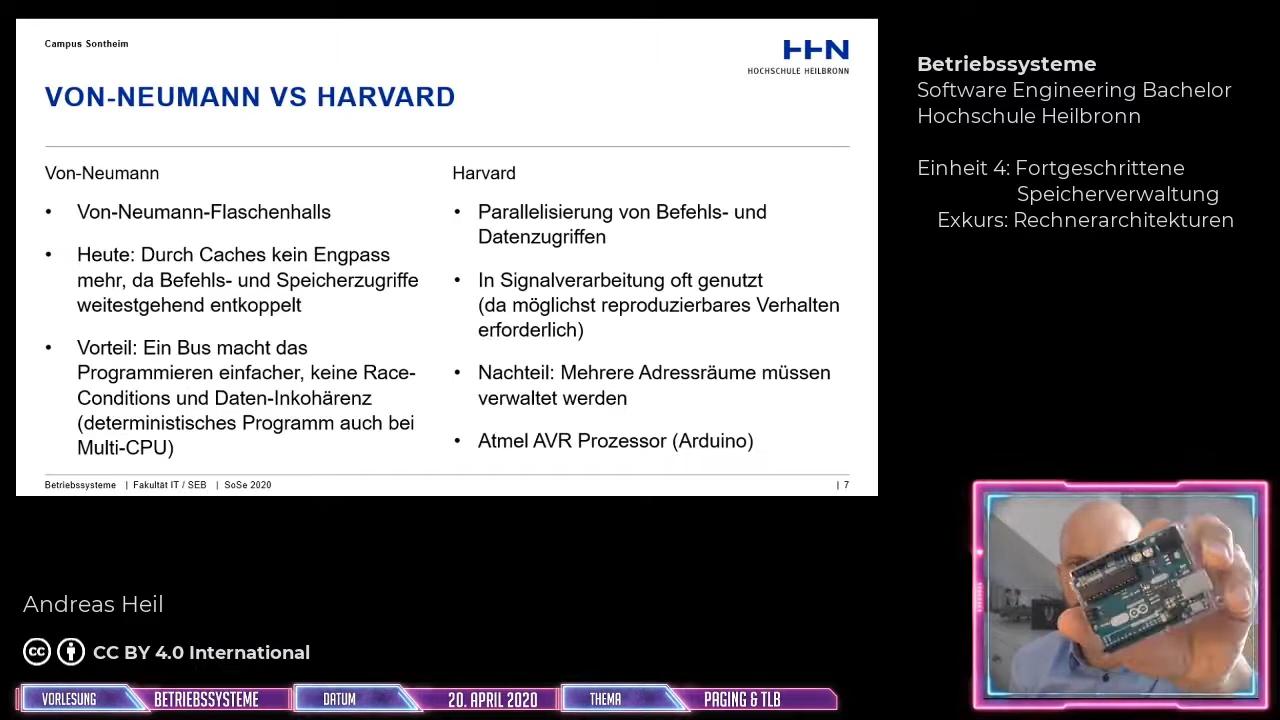 Campus Sontheim
HHN
HOCHSCHULE HEILBRONN
VON-NEUMANN VS HARVARD
Von-Neumann
• Von-Neumann-Flaschenhalls
• Heute: Durch Caches kein Engpass
mehr, da Befehls- und Speicherzugriffe
weitestgehend entkoppelt
• Vorteil: Ein Bus macht das
Programmieren einfacher, keine Race-
Conditions und Daten-Inkohärenz
(deterministisches Programm auch bei
Multi-CPU)
Harvard
• Parallelisierung von Befehls- und
Datenzugriffen
• In Signalverarbeitung oft genutzt
(da möglichst reproduzierbares Verhalten
erforderlich)
• Nachteil: Mehrere Adressräume müssen
verwaltet werden
• Atmel AVR Prozessor (Arduino)
Betriebssysteme | Fakultät IT / SEB | SoSe 2020 | 7
Betriebssysteme
Software Engineering Bachelor
Hochschule Heilbronn
Einheit 4: Fortgeschrittene
Speicherverwaltung
Exkurs: Rechnerarchitekturen
Andreas Heil
cc CC BY 4.0 International
VORLESUNG BETRIEBSSYSTEME DATUM 20. APRIL 2020 THEMA PAGING & TLB